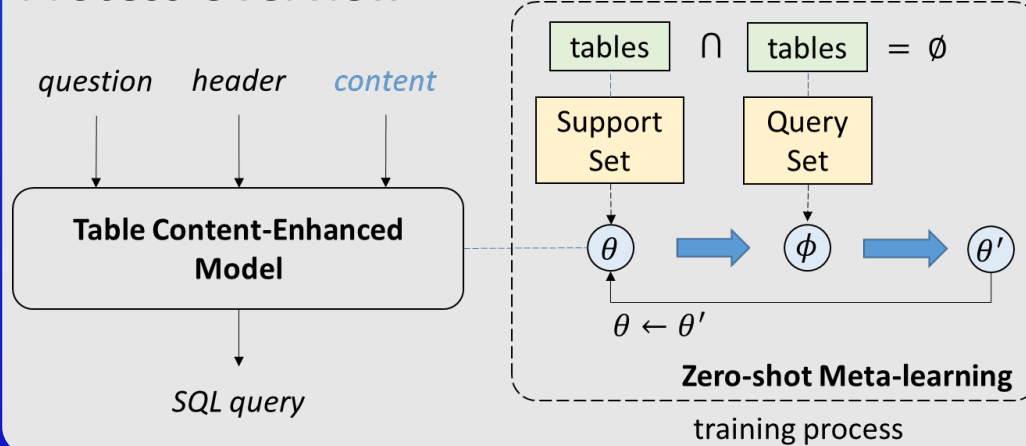 question header content
Table Content-Enhanced
Model
SQL query
tables ∩ tables = ∅
Support
Set
Query
Set
θ ϕ θ′
θ ← θ′
Zero-shot Meta-learning
training process